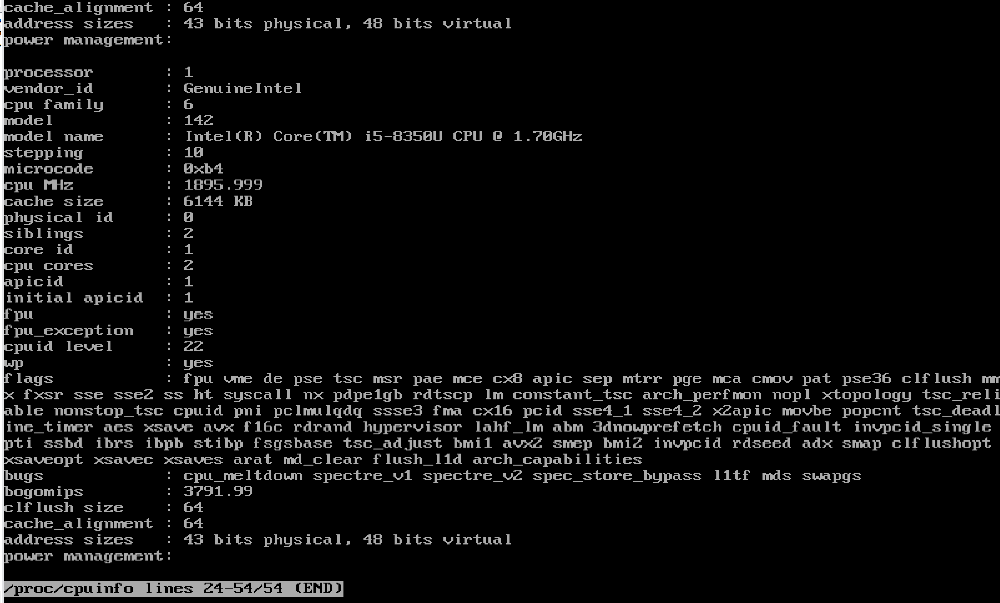 cache_alignment : 64
address sizes   : 43 bits physical, 48 bits virtual
power management:
processor       : 1
vendor_id       : GenuineIntel
cpu family      : 6
model           : 142
model name      : Intel(R) Core(TM) i5-8350U CPU @ 1.70GHz
stepping        : 10
microcode       : 0xb4
cpu MHz         : 1895.999
cache size      : 6144 KB
physical id     : 0
siblings        : 2
core id         : 1
cpu cores       : 2
apicid          : 1
initial apicid  : 1
fpu             : yes
fpu_exception   : yes
cpuid level     : 22
wp              : yes
flags           : fpu vme de pse tsc msr pae mce cx8 apic sep mtrr pge mca cmov pat pse36 clflush mm
x fxsr sse sse2 ss ht syscall nx pdpe1gb rdtscp lm constant_tsc arch_perfmon nopl xtopology tsc_reli
able nonstop_tsc cpuid pni pclmulqdq ssse3 fma cx16 pcid sse4_1 sse4_2 x2apic movbe popcnt tsc_deadl
ine_timer aes xsave avx f16c rdrand hypervisor lahf_lm abm 3dnowprefetch cpuid_fault invpcid_single
pti ssbd ibrs ibpb stibp fsgsbase tsc_adjust bmi1 avx2 smep bmi2 invpcid rdseed adx smap clflushopt
xsaveopt xsavec xsaves arat md_clear flush_l1d arch_capabilities
bugs            : cpu_meltdown spectre_v1 spectre_v2 spec_store_bypass l1tf mds swapgs
bogomips        : 3791.99
clflush size    : 64
cache_alignment : 64
address sizes   : 43 bits physical, 48 bits virtual
power management:
/proc/cpuinfo lines 24-54/54 (END)